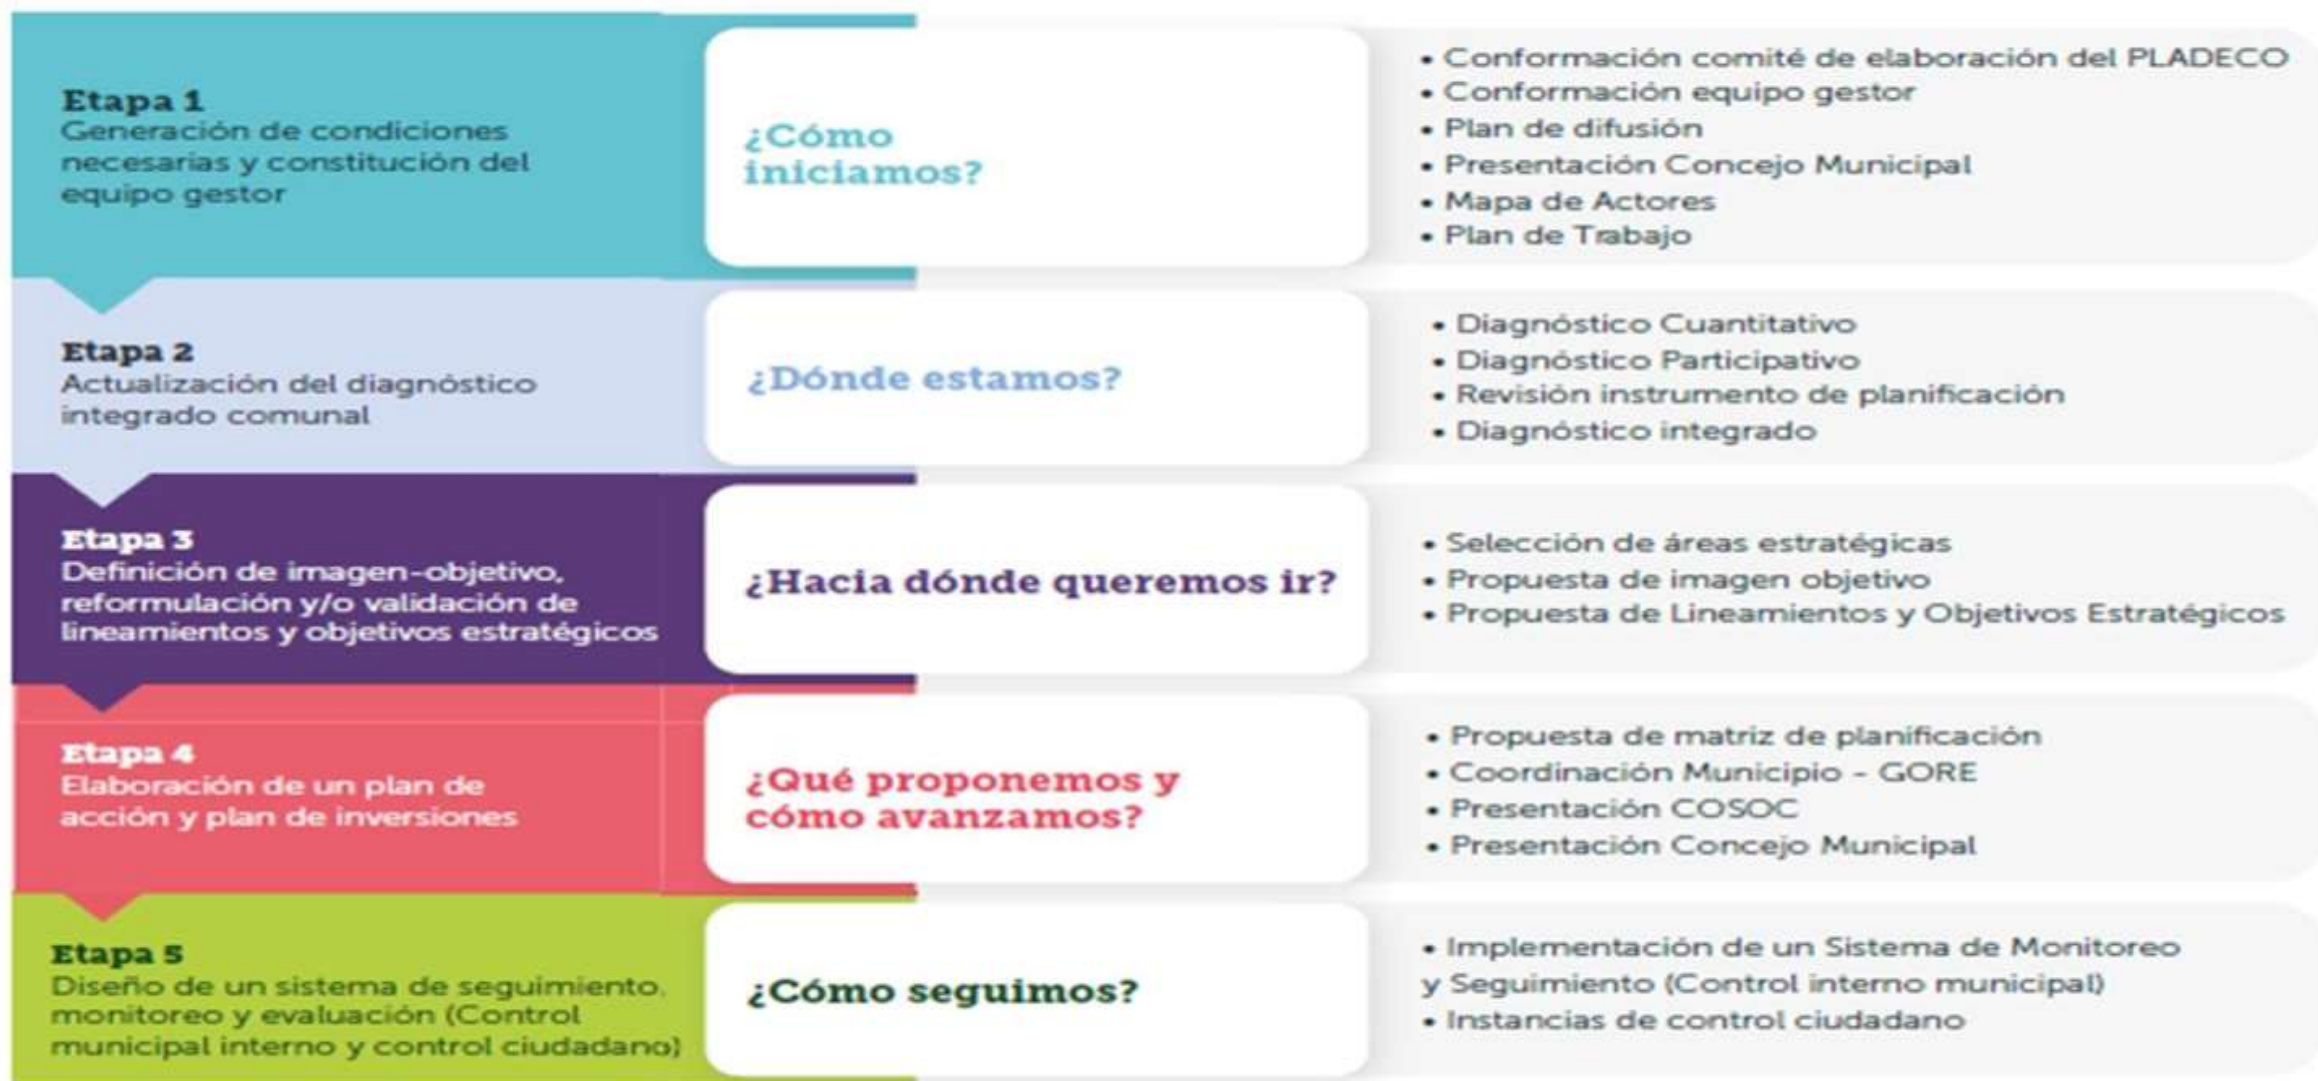 Etapa 1
Generación de condiciones
necesarias y constitución del
equipo gestor
¿Cómo
iniciamos?
• Conformación comité de elaboración del PLADECO
• Conformación equipo gestor
• Plan de difusión
• Presentación Concejo Municipal
• Mapa de Actores
• Plan de Trabajo
Etapa 2
Actualización del diagnóstico
integrado comunal
¿Dónde estamos?
• Diagnóstico Cuantitativo
• Diagnóstico Participativo
• Revisión instrumento de planificación
• Diagnóstico integrado
Etapa 3
Definición de imagen-objetivo,
reformulación y/o validación de
lineamientos y objetivos estratégicos
¿Hacia dónde queremos ir?
• Selección de áreas estratégicas
• Propuesta de imagen objetivo
• Propuesta de Lineamientos y Objetivos Estratégicos
Etapa 4
Elaboración de un plan de
acción y plan de inversiones
¿Qué proponemos y
cómo avanzamos?
• Propuesta de matriz de planificación
• Coordinación Municipio - GORE
• Presentación COSOC
• Presentación Concejo Municipal
Etapa 5
Diseño de un sistema de seguimiento,
monitoreo y evaluación (Control
municipal interno y control ciudadano)
¿Cómo seguimos?
• Implementación de un Sistema de Monitoreo
y Seguimiento (Control interno municipal)
• Instancias de control ciudadano